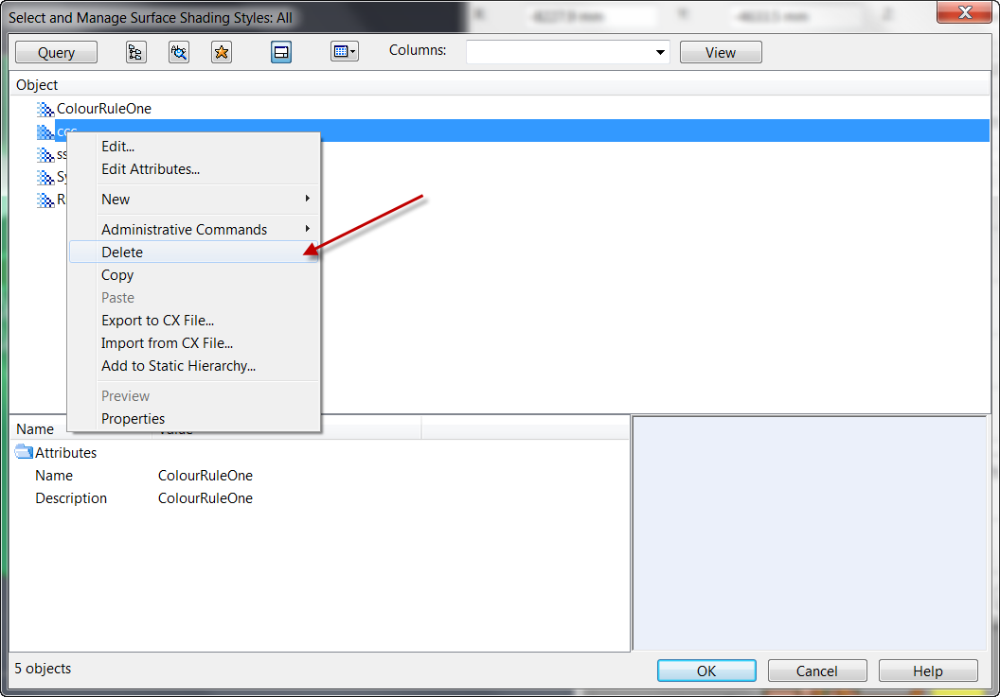 Select and Manage Surface Shading Styles: All
Query Columns: View
Object
ColourRuleOne
ccc
ss
Sy
R
Edit...
Edit Attributes...
New
Administrative Commands
Delete
Copy
Paste
Export to CX File...
Import from CX File...
Add to Static Hierarchy...
Preview
Properties
Name Value
Attributes
Name ColourRuleOne
Description ColourRuleOne
5 objects
OK Cancel Help